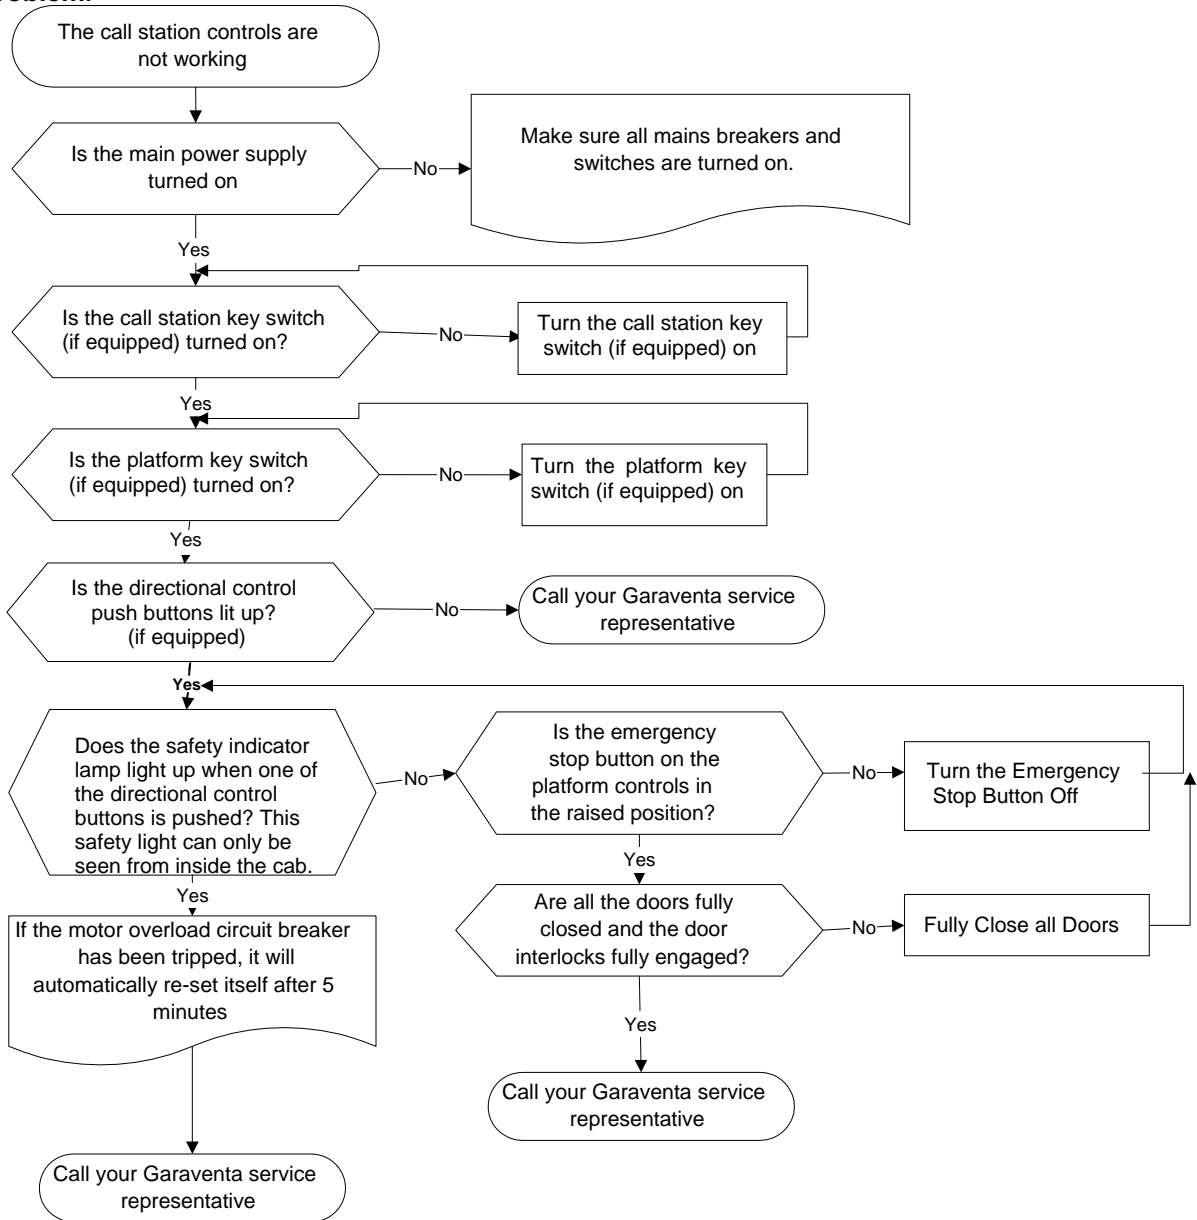 The call station controls are
not working
Is the main power supply
turned on
No
Make sure all mains breakers and
switches are turned on.
Yes
Is the call station key switch
(if equipped) turned on?
No
Turn the call station key
switch (if equipped) on
Yes
Is the platform key switch
(if equipped) turned on?
No
Turn the platform key
switch (if equipped) on
Yes
Is the directional control
push buttons lit up?
(if equipped)
No
Call your Garaventa service
representative
Yes
Does the safety indicator
lamp light up when one of
the directional control
buttons is pushed? This
safety light can only be
seen from inside the cab.
No
Is the emergency
stop button on the
platform controls in
the raised position?
No
Turn the Emergency
Stop Button Off
Yes
Are all the doors fully
closed and the door
interlocks fully engaged?
No
Fully Close all Doors
Yes
Call your Garaventa service
representative
Yes
If the motor overload circuit breaker
has been tripped, it will
automatically re-set itself after 5
minutes
Call your Garaventa service
representative